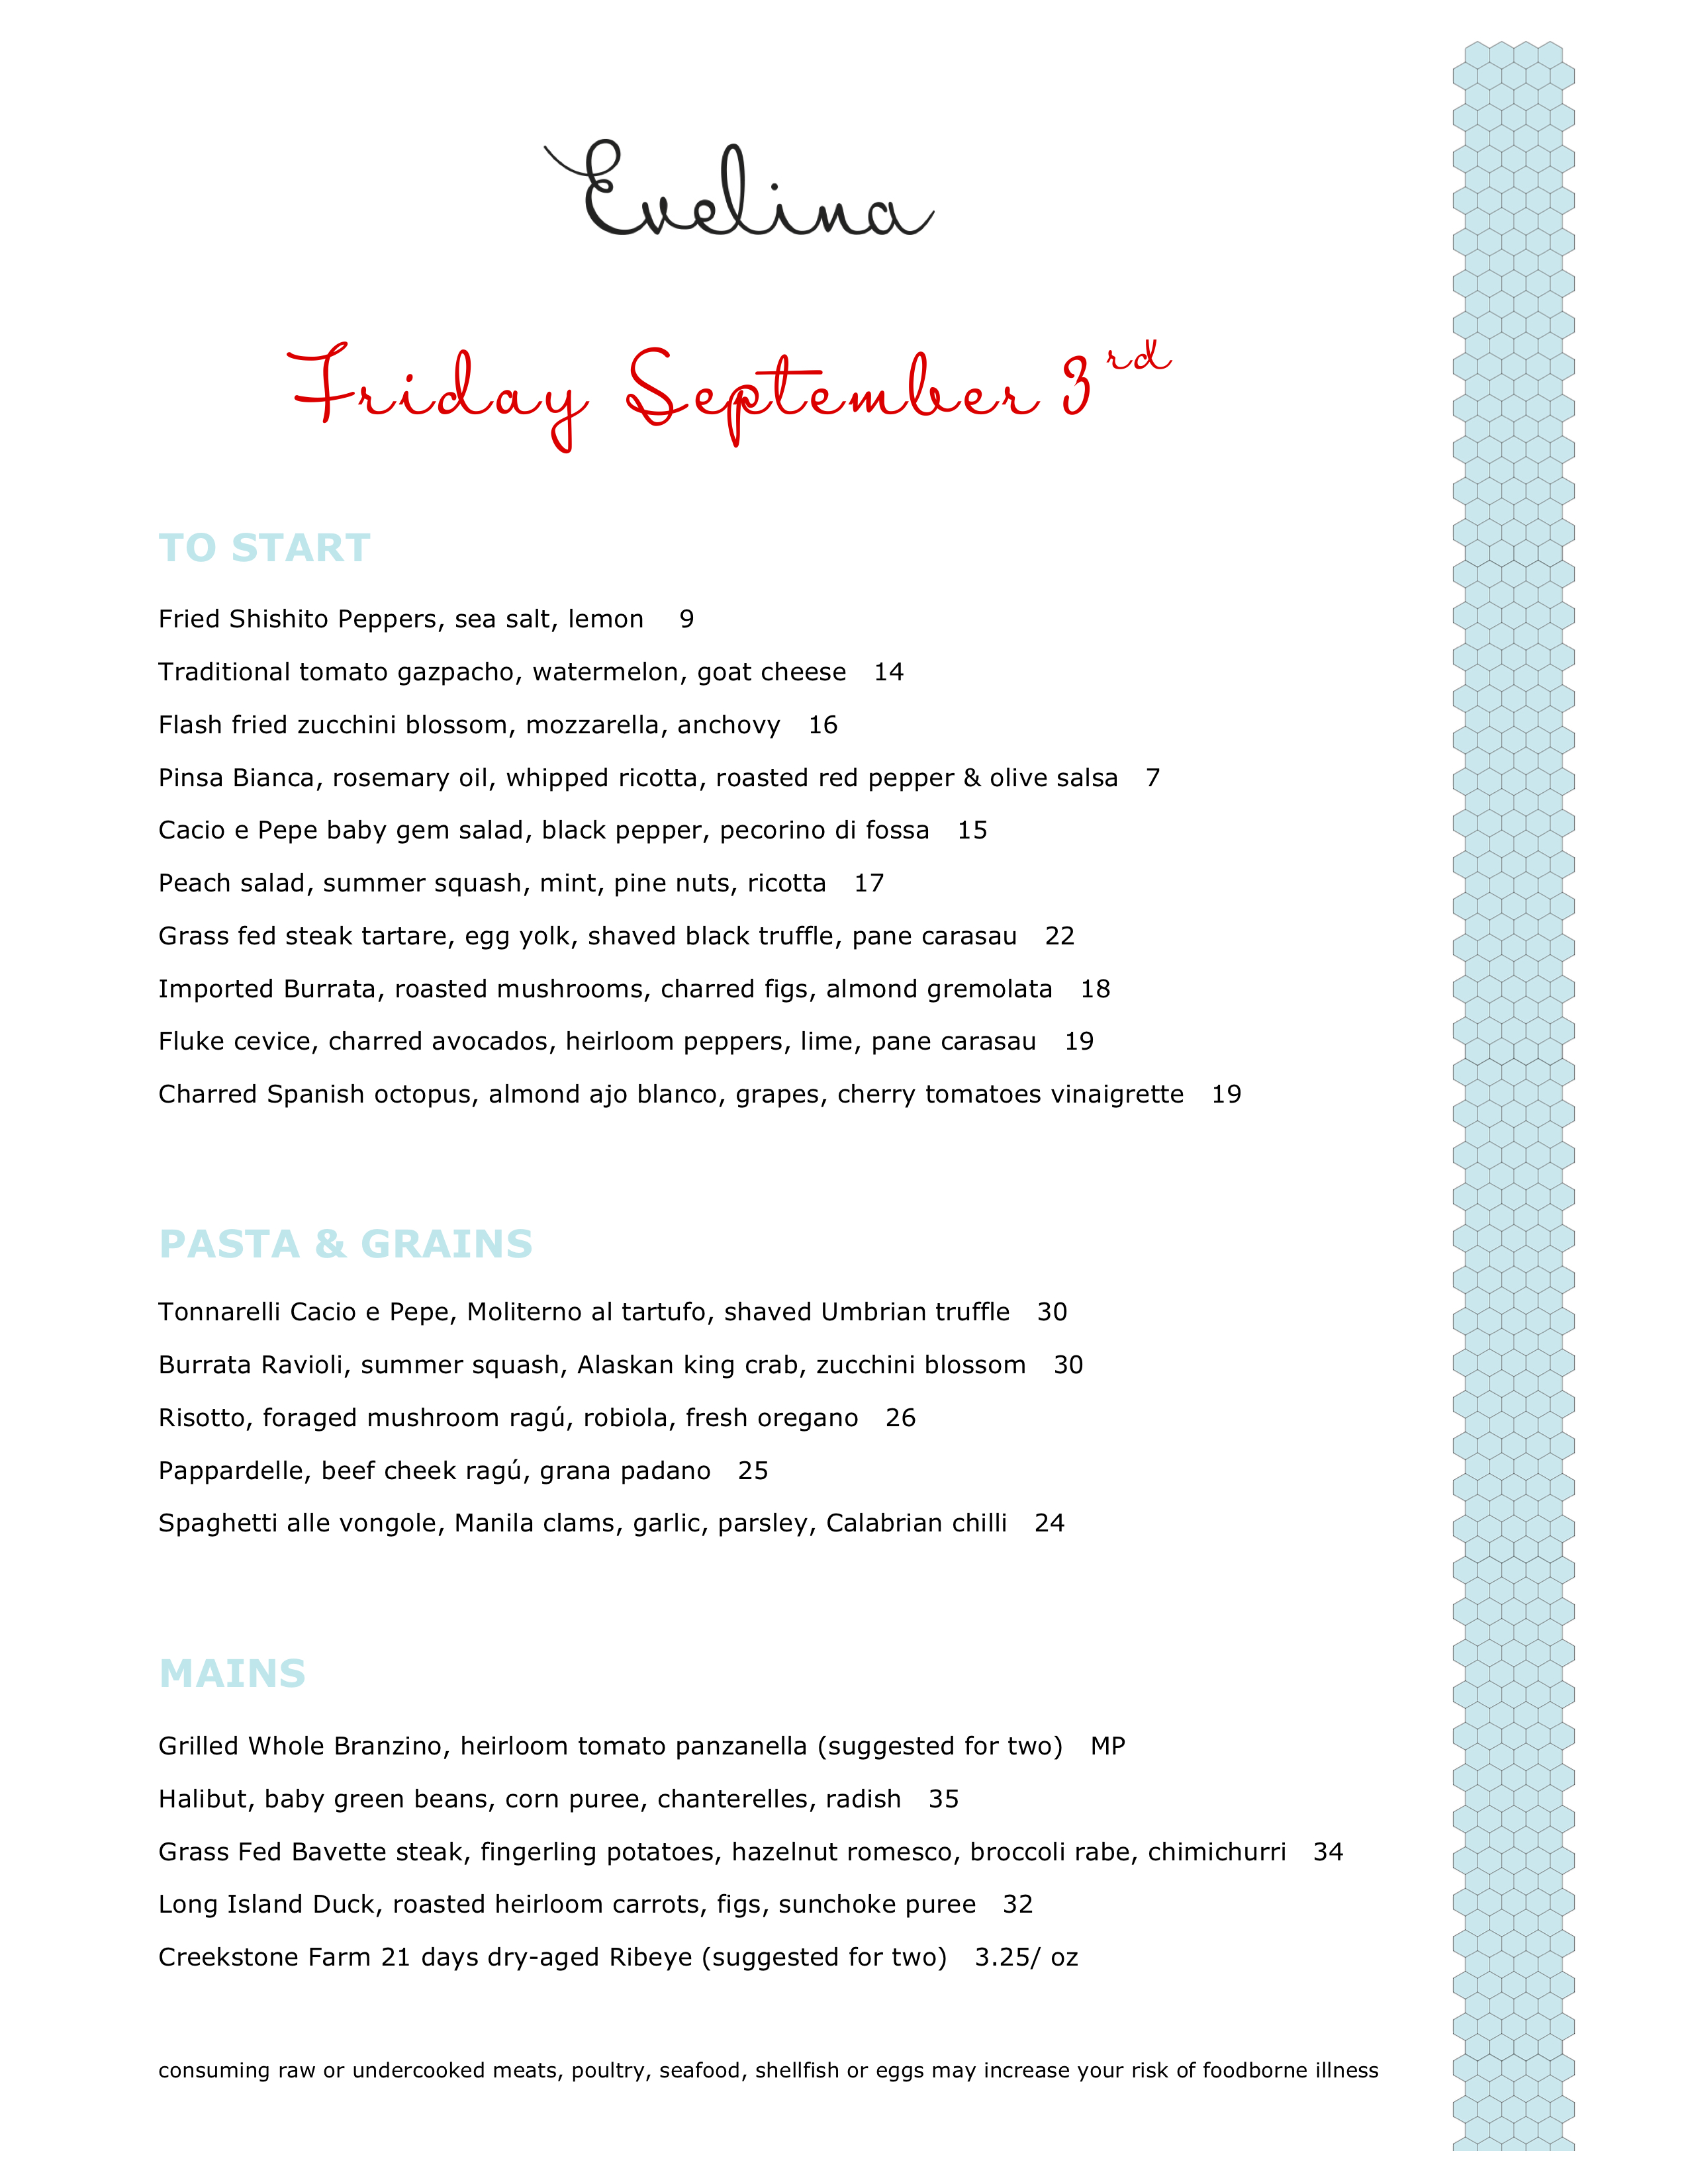 Evelina
Friday September 3rd
TO START
Fried Shishito Peppers, sea salt, lemon 9
Traditional tomato gazpacho, watermelon, goat cheese 14
Flash fried zucchini blossom, mozzarella, anchovy 16
Pinsa Bianca, rosemary oil, whipped ricotta, roasted red pepper & olive salsa 7
Cacio e Pepe baby gem salad, black pepper, pecorino di fossa 15
Peach salad, summer squash, mint, pine nuts, ricotta 17
Grass fed steak tartare, egg yolk, shaved black truffle, pane carasau 22
Imported Burrata, roasted mushrooms, charred figs, almond gremolata 18
Fluke cevice, charred avocados, heirloom peppers, lime, pane carasau 19
Charred Spanish octopus, almond ajo blanco, grapes, cherry tomatoes vinaigrette 19
PASTA & GRAINS
Tonnarelli Cacio e Pepe, Moliterno al tartufo, shaved Umbrian truffle 30
Burrata Ravioli, summer squash, Alaskan king crab, zucchini blossom 30
Risotto, foraged mushroom ragú, robiola, fresh oregano 26
Pappardelle, beef cheek ragú, grana padano 25
Spaghetti alle vongole, Manila clams, garlic, parsley, Calabrian chilli 24
MAINS
Grilled Whole Branzino, heirloom tomato panzanella (suggested for two) MP
Halibut, baby green beans, corn puree, chanterelles, radish 35
Grass Fed Bavette steak, fingerling potatoes, hazelnut romesco, broccoli rabe, chimichurri 34
Long Island Duck, roasted heirloom carrots, figs, sunchoke puree 32
Creekstone Farm 21 days dry-aged Ribeye (suggested for two) 3.25/ oz
consuming raw or undercooked meats, poultry, seafood, shellfish or eggs may increase your risk of foodborne illness